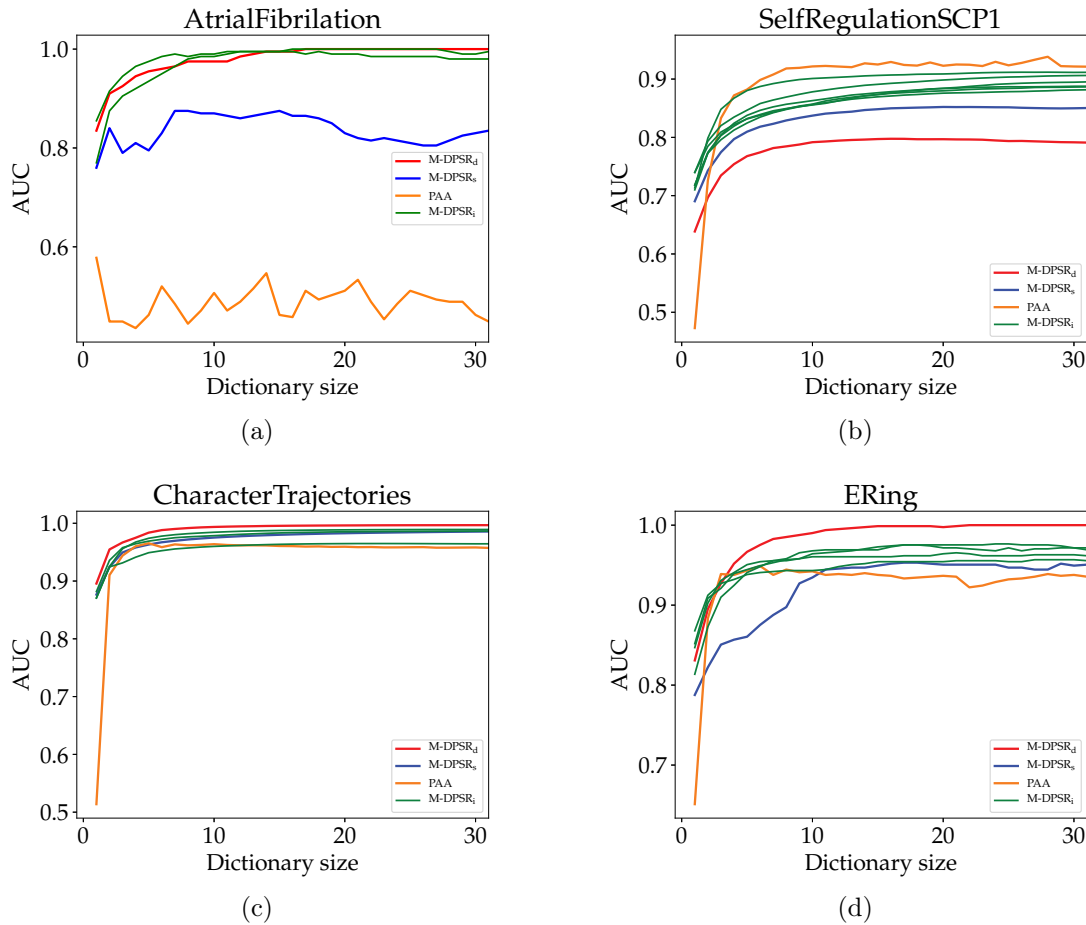 AtrialFibrilation
1.0
0.8
0.6
AUC
M-DPSRd
M-DPSRs
PAA
M-DPSRi
0 10 20 30
Dictionary size
(a)
SelfRegulationSCP1
0.9
0.8
0.7
0.6
0.5
AUC
M-DPSRd
M-DPSRs
PAA
M-DPSRi
0 10 20 30
Dictionary size
(b)
CharacterTrajectories
1.0
0.9
0.8
0.7
0.6
0.5
AUC
M-DPSRd
M-DPSRs
PAA
M-DPSRi
0 10 20 30
Dictionary size
(c)
ERing
1.0
0.9
0.8
0.7
AUC
M-DPSRd
M-DPSRs
PAA
M-DPSRi
0 10 20 30
Dictionary size
(d)